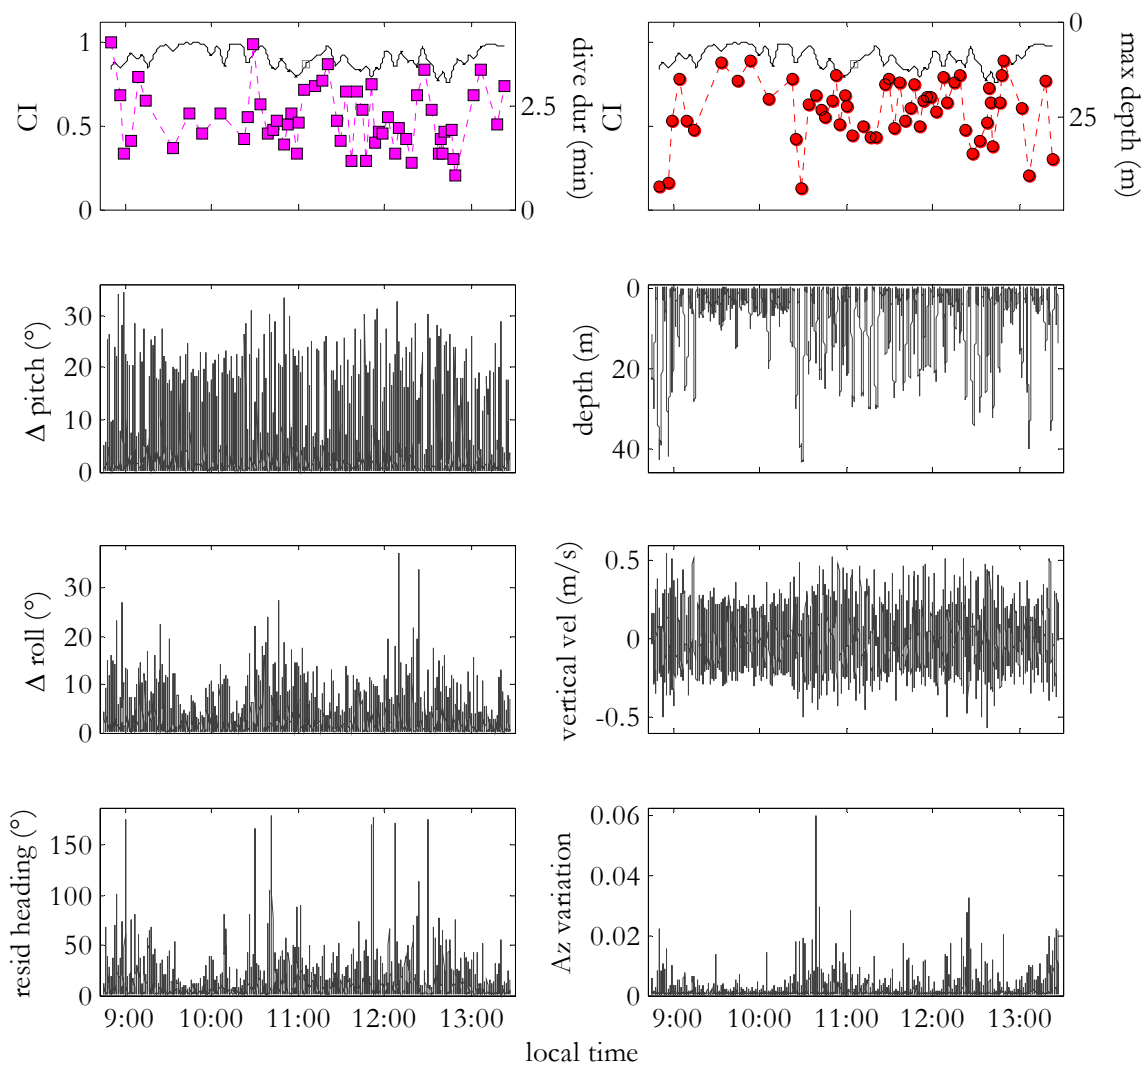 1
0.5
0
CI
2.5
0
dive dur (min)
CI
0
25
max depth (m)
30
20
10
0
Δ pitch (°)
0
20
40
depth (m)
30
20
10
0
Δ roll (°)
0.5
0
-0.5
vertical vel (m/s)
150
100
50
0
resid heading (°)
9:00 10:00 11:00 12:00 13:00
0.06
0.04
0.02
0
Az variation
9:00 10:00 11:00 12:00 13:00
local time